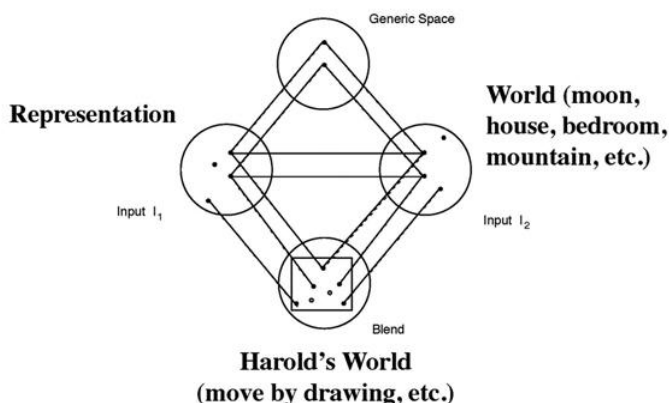 Generic Space
Representation
World (moon,
house, bedroom,
mountain, etc.)
Input I1
Input I2
Blend
Harold's World
(move by drawing, etc.)